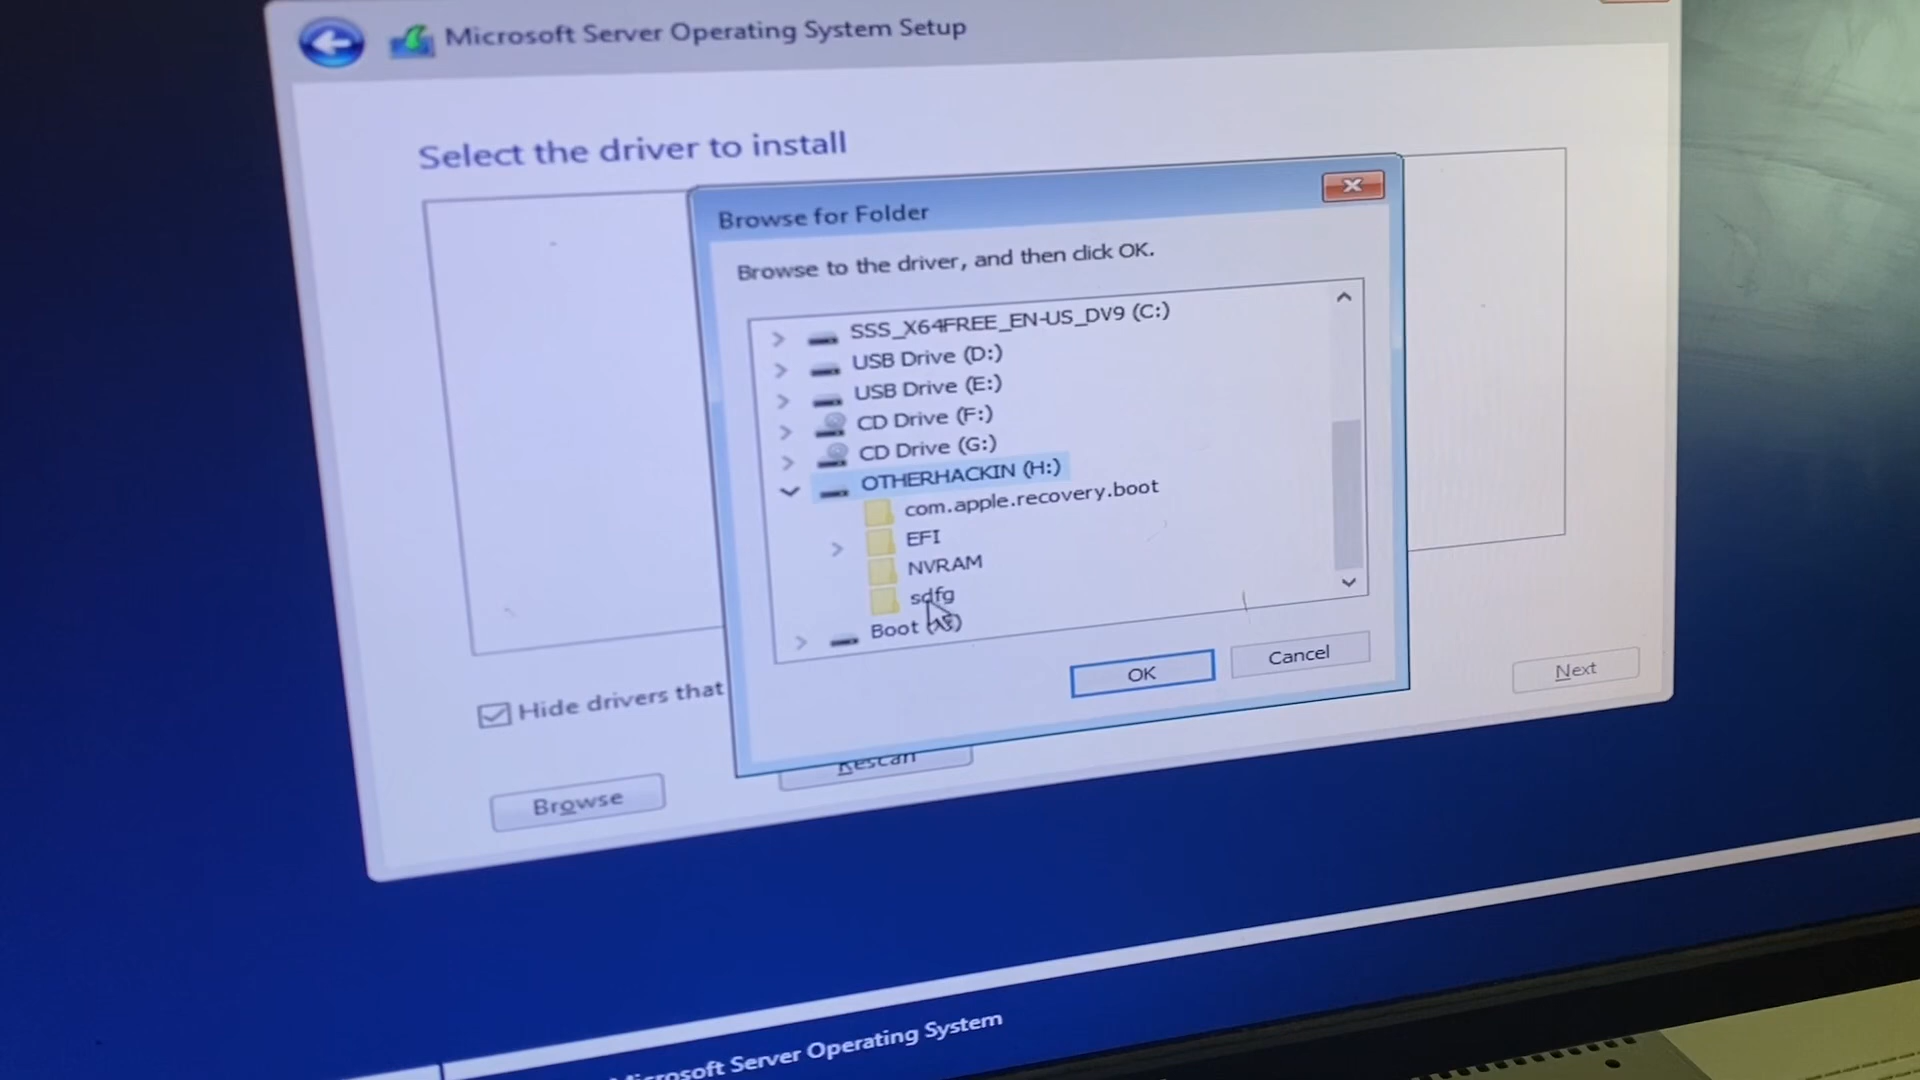 Microsoft Server Operating System Setup
Select the driver to install
Browse for Folder
Browse to the driver, and then click OK.
SSS_X64FREE_EN-US_DV9 (C:)
USB Drive (D:)
USB Drive (E:)
CD Drive (F:)
CD Drive (G:)
OTHERHACKIN (H:)
com.apple.recovery.boot
EFI
NVRAM
sdfg
Boot
OK
Cancel
Next
Hide drivers that
Rescan
Browse
Microsoft Server Operating System